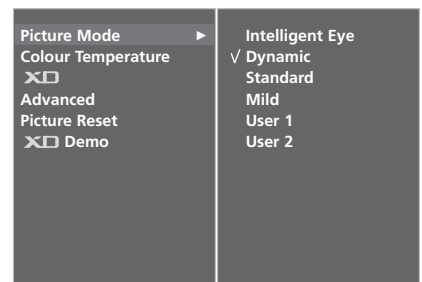 Picture Mode ►
Colour Temperature
XD
Advanced
Picture Reset
XD Demo
Intelligent Eye
√ Dynamic
Standard
Mild
User 1
User 2